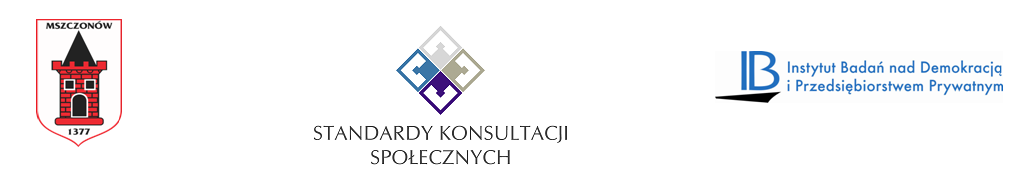 MSZCZONÓW
1377
STANDARDY KONSULTACJI
SPOŁECZNYCH
IB
Instytut Badań nad Demokracją
i Przedsiębiorstwem Prywatnym